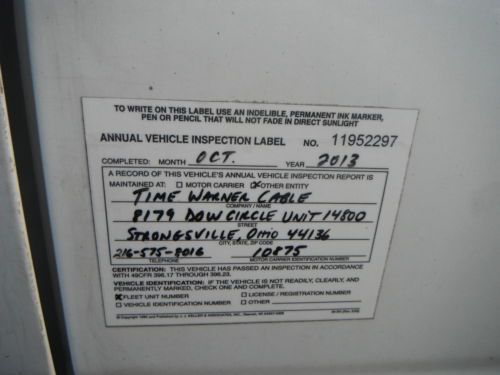 TO WRITE ON THIS LABEL USE AN INDELIBLE, PERMANENT INK MARKER,
PEN OR PENCIL THAT WILL NOT FADE IN DIRECT SUNLIGHT
ANNUAL VEHICLE INSPECTION LABEL NO. 11952297
COMPLETED: MONTH OCT. YEAR 2013
A RECORD OF THIS VEHICLE'S ANNUAL VEHICLE INSPECTION REPORT IS
MAINTAINED AT: MOTOR CARRIER OTHER ENTITY
TIME WARNER CABLE
COMPANY/NAME
8179 DOW CIRCLE UNIT 14800
STREET
STRONGSVILLE, OHIO 44136
CITY, STATE, ZIP CODE
216-575-8016 10875
TELEPHONE MOTOR CARRIER IDENTIFICATION NUMBER
CERTIFICATION: THIS VEHICLE HAS PASSED AN INSPECTION IN ACCORDANCE
WITH 49CFR 396.17 THROUGH 396.23.
VEHICLE IDENTIFICATION: IF NOT READILY, CLEARLY, AND
PERMANENTLY MARKED, CHECK ONE AND COMPLETE.
FLEET UNIT NUMBER LICENSE / REGISTRATION NUMBER
VEHICLE IDENTIFICATION NUMBER OTHER